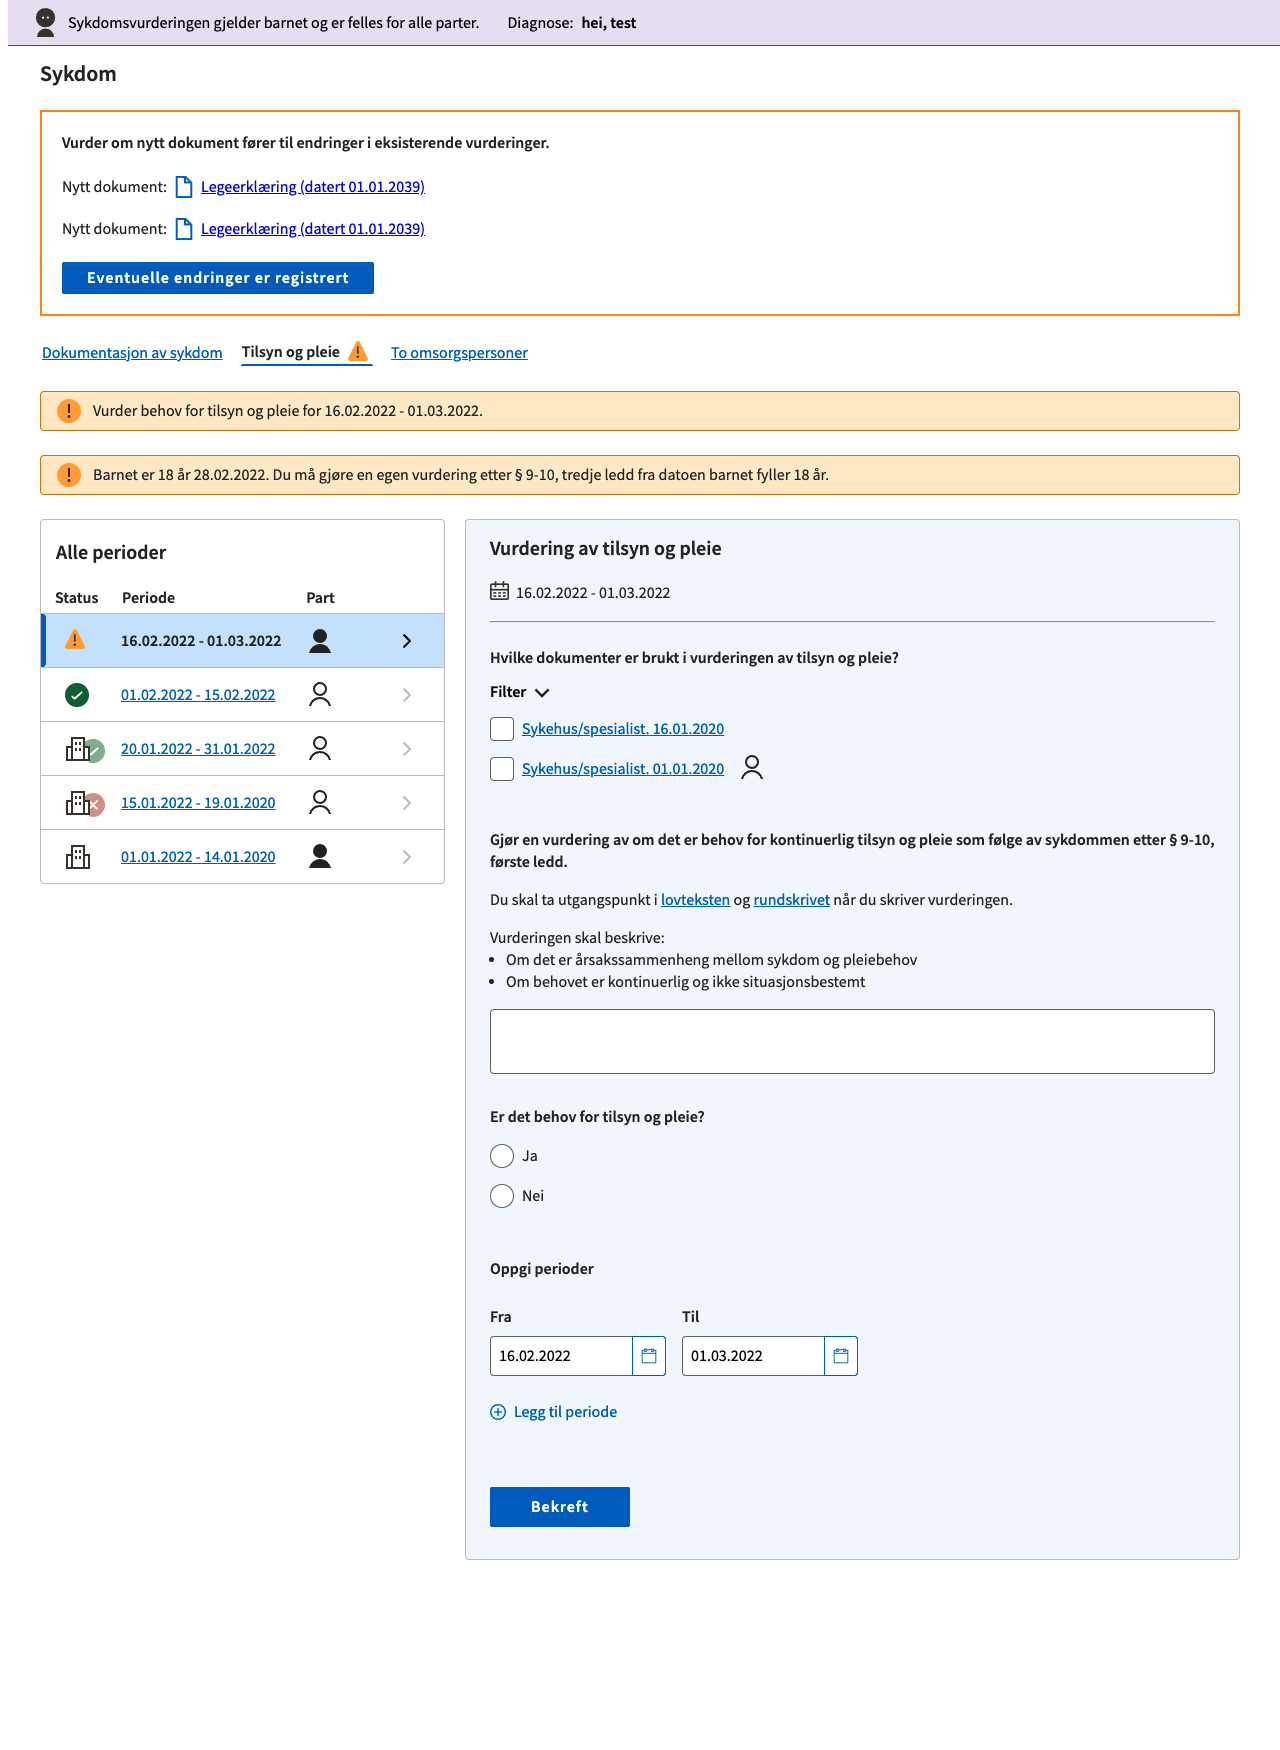 Sykdomsvurderingen gjelder barnet og er felles for alle parter. Diagnose: hei, test
Sykdom
Vurder om nytt dokument fører til endringer i eksisterende vurderinger.
Nytt dokument: Legeerklæring (datert 01.01.2039)
Nytt dokument: Legeerklæring (datert 01.01.2039)
Eventuelle endringer er registrert
Dokumentasjon av sykdom Tilsyn og pleie To omsorgspersoner
Vurder behov for tilsyn og pleie for 16.02.2022 - 01.03.2022.
Barnet er 18 år 28.02.2022. Du må gjøre en egen vurdering etter § 9-10, tredje ledd fra datoen barnet fyller 18 år.
Alle perioder
Status Periode Part
16.02.2022 - 01.03.2022
01.02.2022 - 15.02.2022
20.01.2022 - 31.01.2022
15.01.2022 - 19.01.2020
01.01.2022 - 14.01.2020
Vurdering av tilsyn og pleie
16.02.2022 - 01.03.2022
Hvilke dokumenter er brukt i vurderingen av tilsyn og pleie?
Filter
Sykehus/spesialist. 16.01.2020
Sykehus/spesialist. 01.01.2020
Gjør en vurdering av om det er behov for kontinuerlig tilsyn og pleie som følge av sykdommen etter § 9-10,
første ledd.
Du skal ta utgangspunkt i lovteksten og rundskrivet når du skriver vurderingen.
Vurderingen skal beskrive:
• Om det er årsakssammenheng mellom sykdom og pleiebehov
• Om behovet er kontinuerlig og ikke situasjonsbestemt
Er det behov for tilsyn og pleie?
Ja
Nei
Oppgi perioder
Fra Til
16.02.2022 01.03.2022
Legg til periode
Bekreft